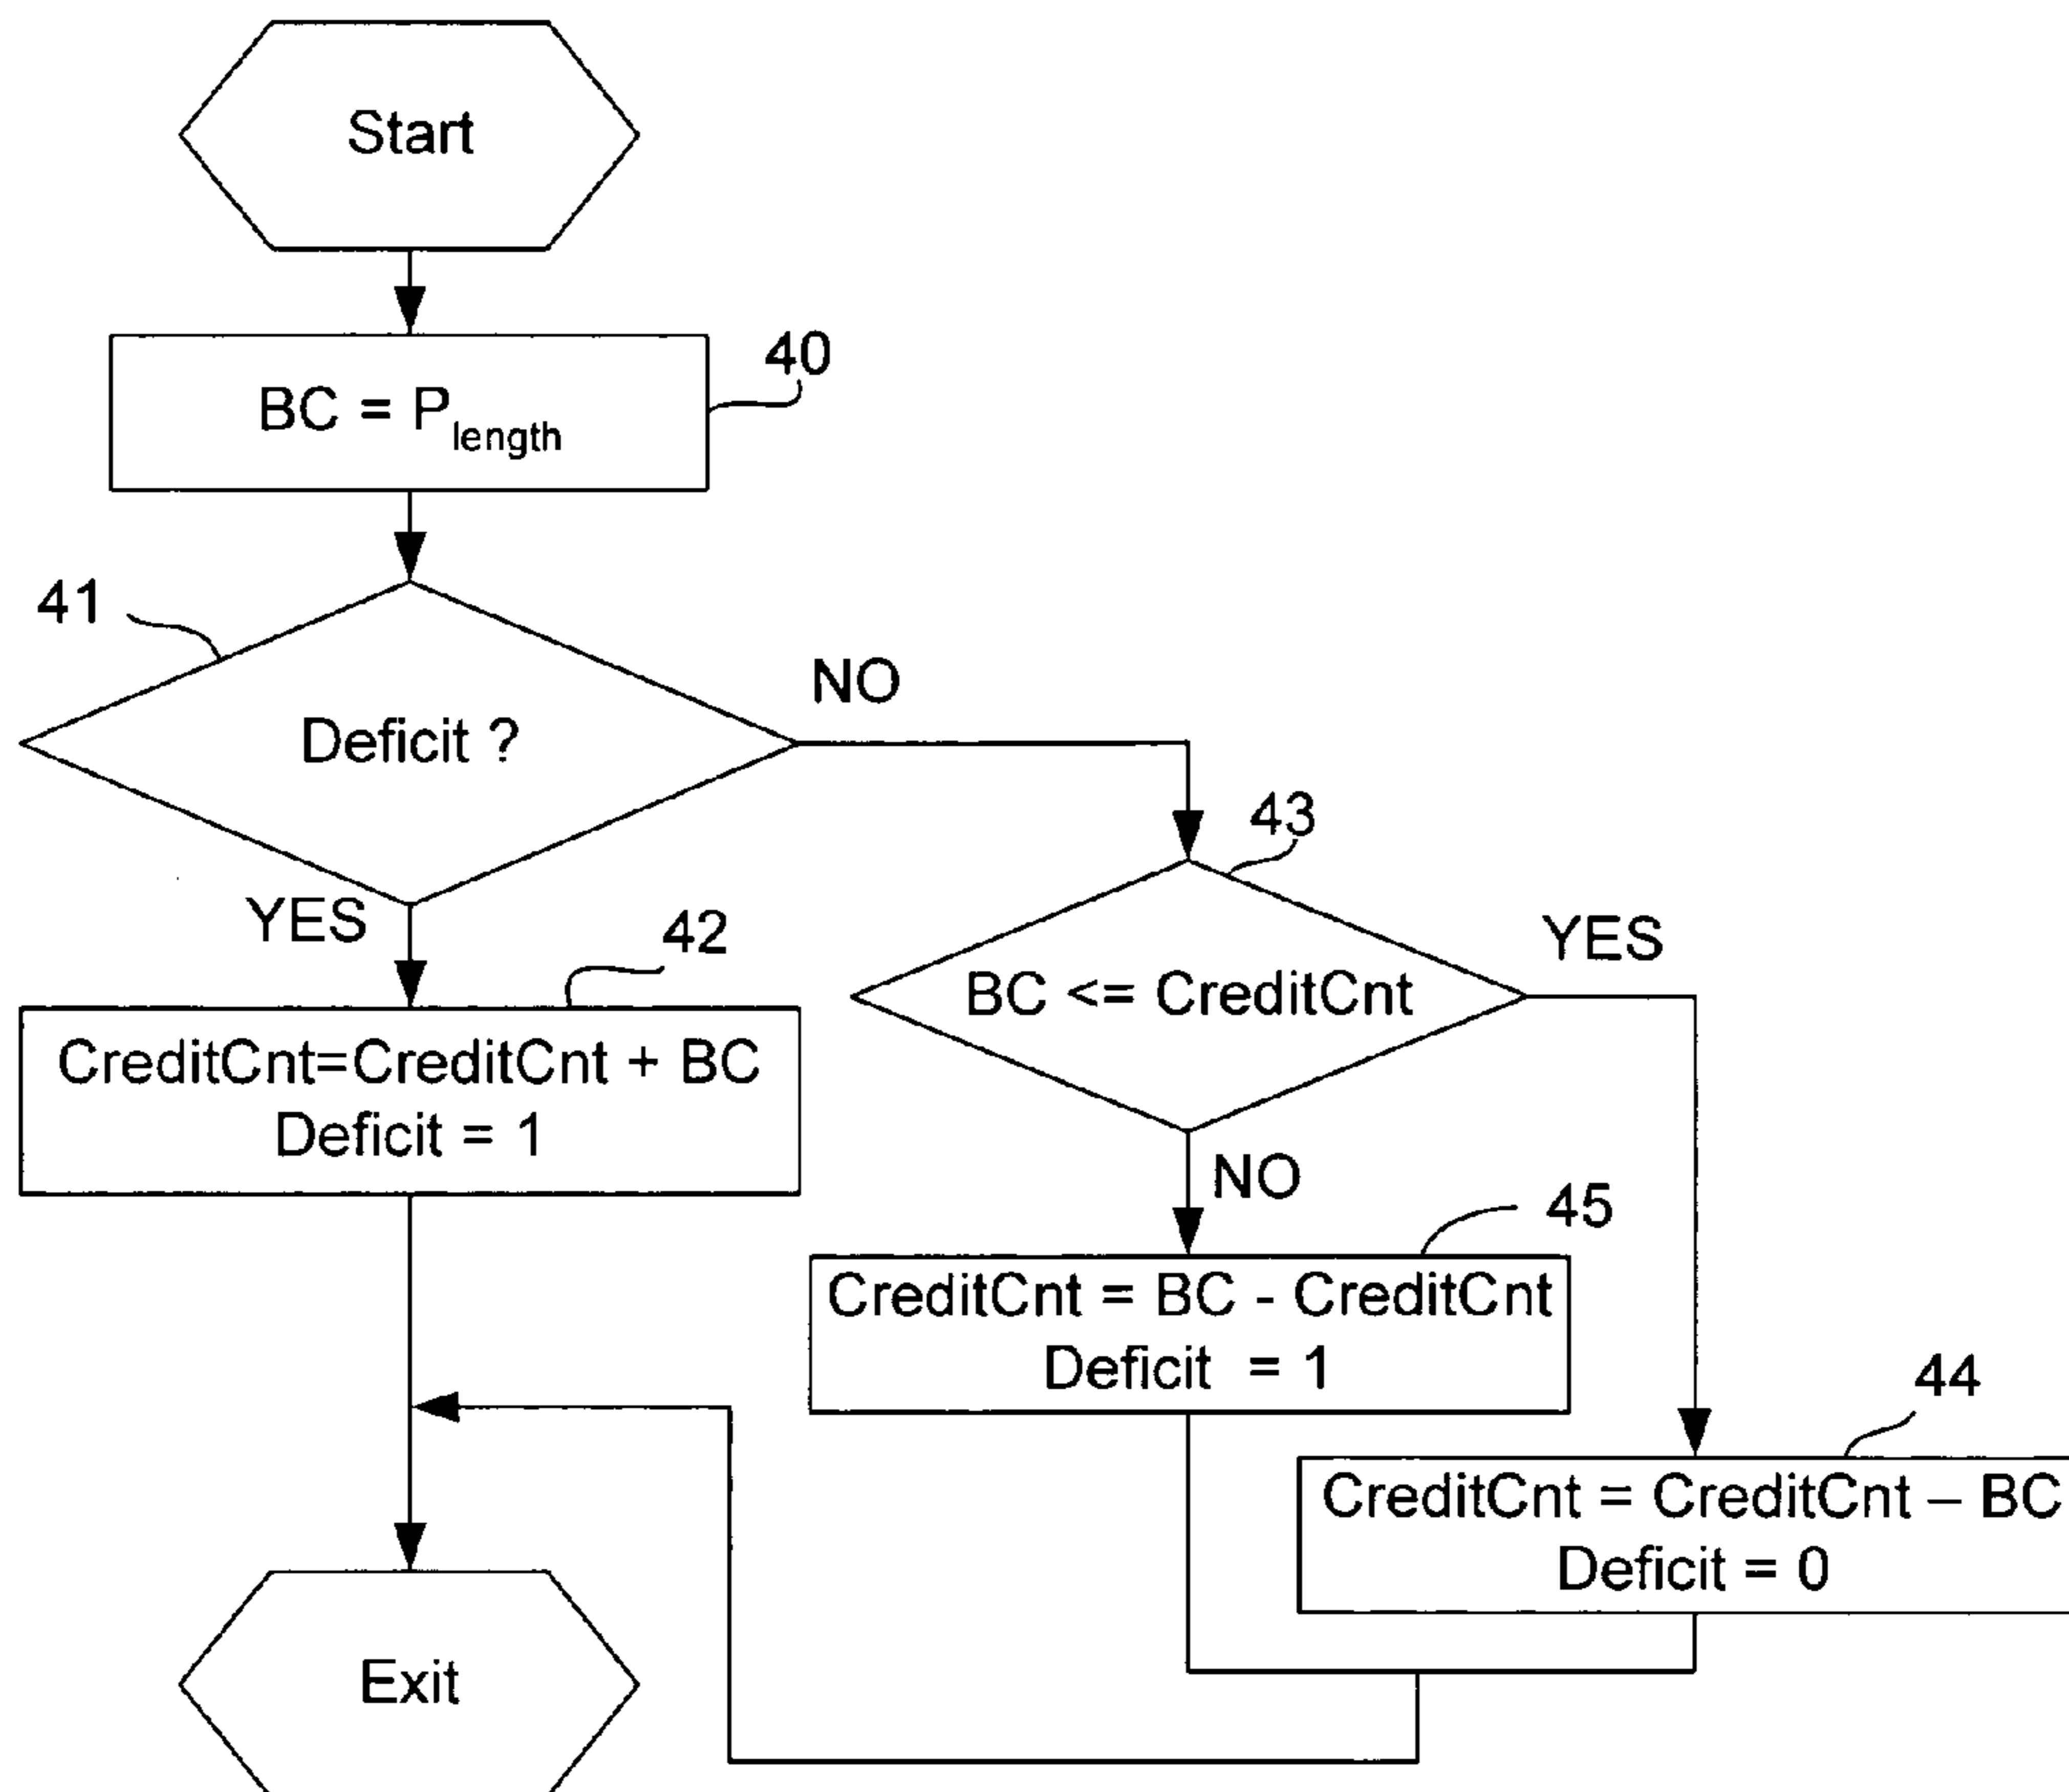 Start
40
BC = Plength
41
Deficit ?
NO
YES
42
CreditCnt=CreditCnt + BC
Deficit = 1
43
BC <= CreditCnt
YES
NO
45
CreditCnt = BC - CreditCnt
Deficit = 1
44
CreditCnt = CreditCnt – BC
Deficit = 0
Exit